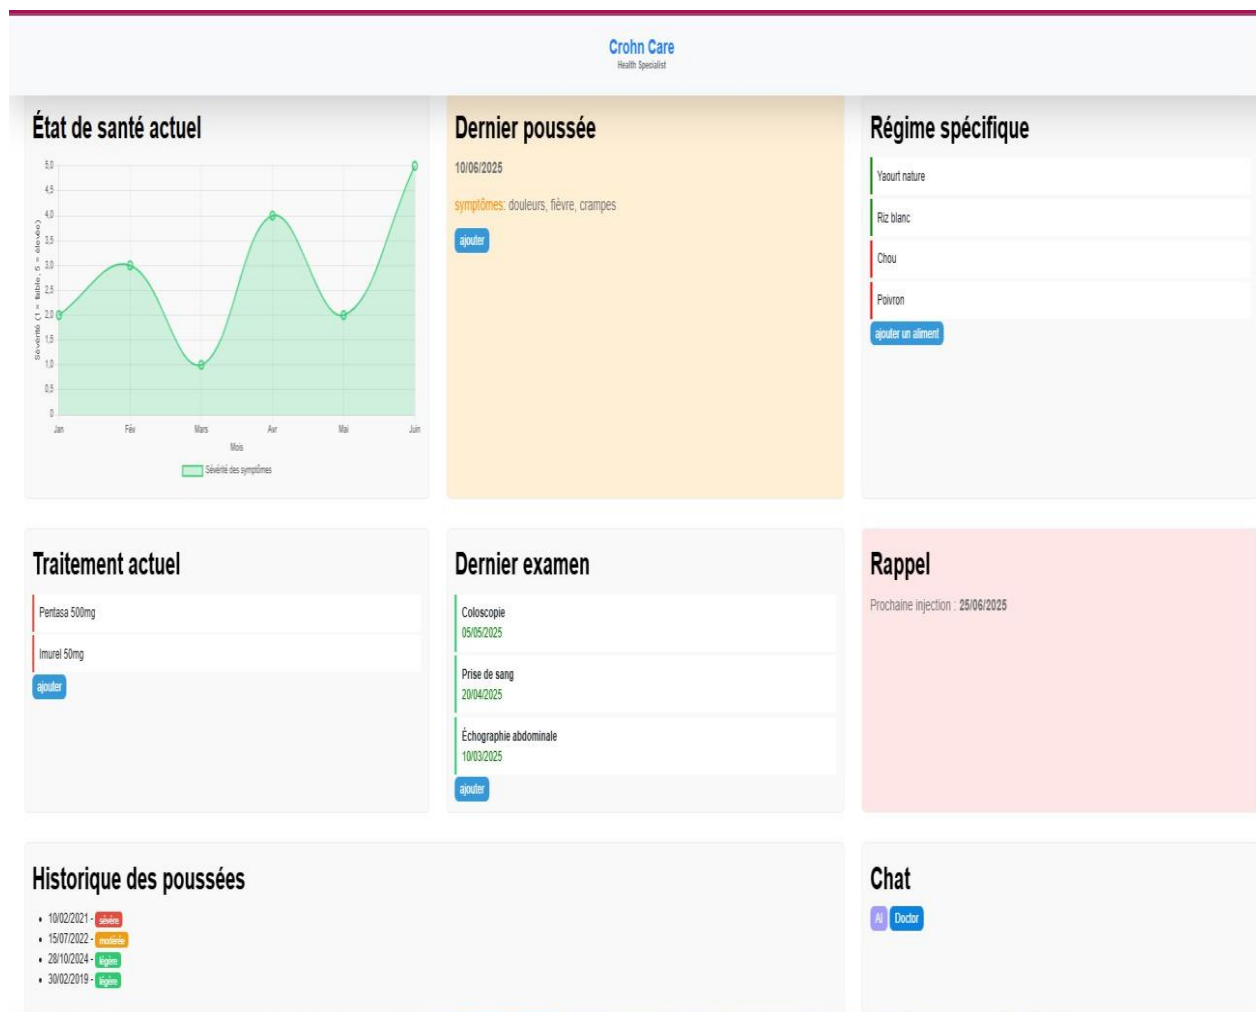 Crohn Care
Health Specialist
État de santé actuel
5,0
4,5
4,0
3,5
3,0
2,5
2,0
1,5
1,0
0,5
0
Sévérité (1 = faible, 5 = élevée)
Jan Fév Mars Avr Mai Juin
Mois
Sévérité des symptômes
Dernier poussée
10/06/2025
symptômes: douleurs, fièvre, crampes
ajouter
Régime spécifique
Yaourt nature
Riz blanc
Chou
Poivron
ajouter un aliment
Traitement actuel
Pentasa 500mg
Imurel 50mg
ajouter
Dernier examen
Coloscopie
05/05/2025
Prise de sang
20/04/2025
Échographie abdominale
10/03/2025
ajouter
Rappel
Prochaine injection : 25/06/2025
Historique des poussées
• 10/02/2021 - sévère
• 15/07/2022 - modérée
• 28/10/2024 - légère
• 30/02/2019 - légère
Chat
AI Doctor